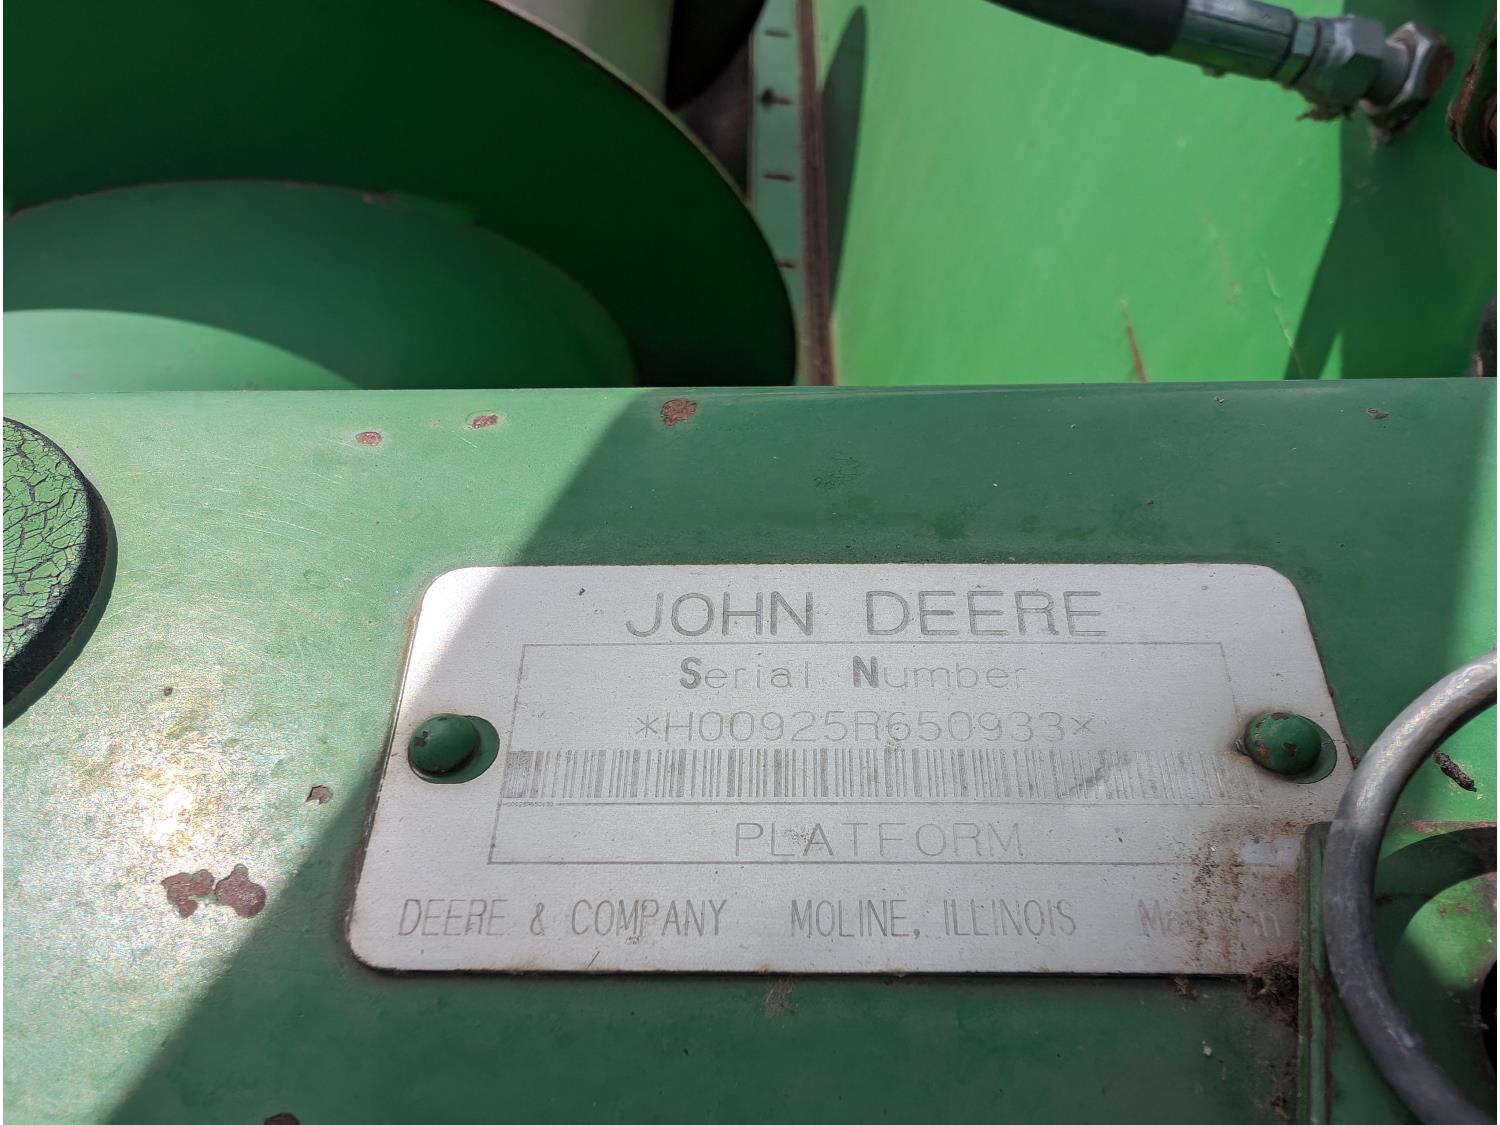 JOHN DEERE
Serial Number
*H00925R650933*
PLATFORM
DEERE & COMPANY MOLINE, ILLINOIS